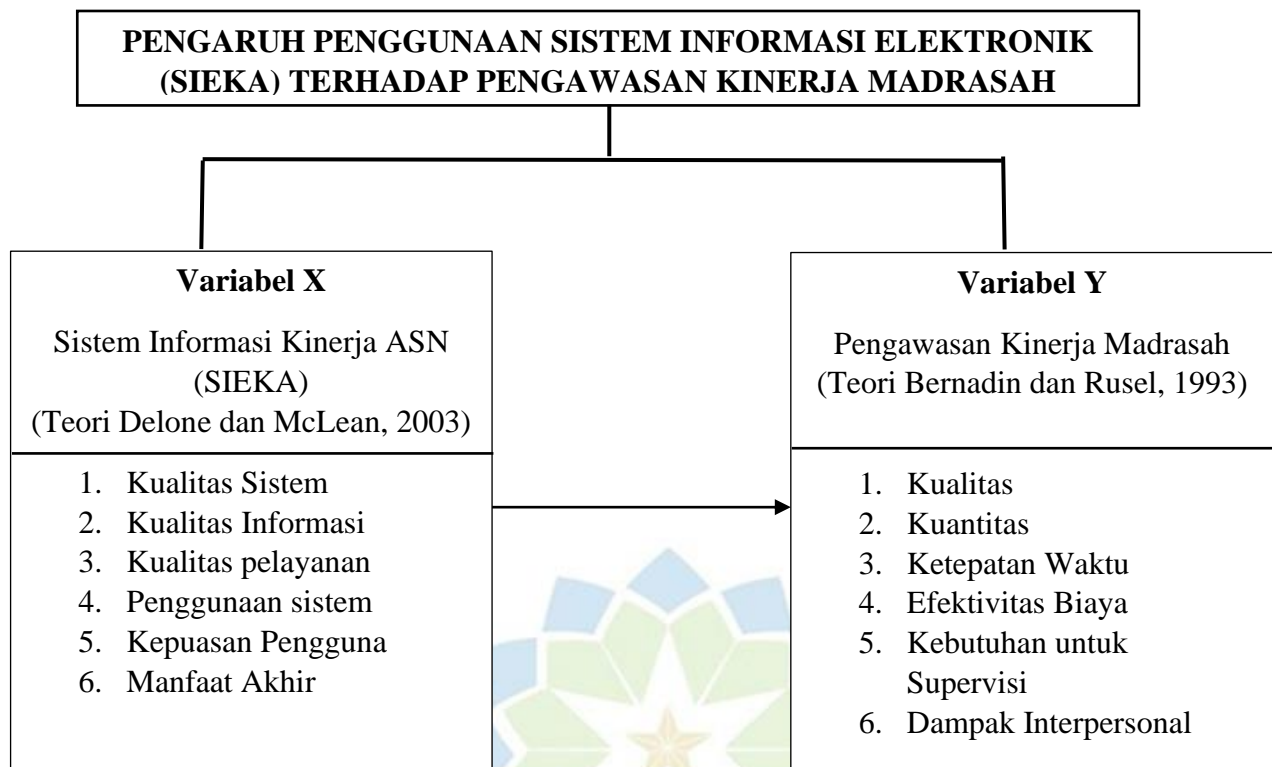 PENGARUH PENGGUNAAN SISTEM INFORMASI ELEKTRONIK
(SIEKA) TERHADAP PENGAWASAN KINERJA MADRASAH
Variabel X
Sistem Informasi Kinerja ASN
(SIEKA)
(Teori Delone dan McLean, 2003)
1. Kualitas Sistem
2. Kualitas Informasi
3. Kualitas pelayanan
4. Penggunaan sistem
5. Kepuasan Pengguna
6. Manfaat Akhir
Variabel Y
Pengawasan Kinerja Madrasah
(Teori Bernadin dan Rusel, 1993)
1. Kualitas
2. Kuantitas
3. Ketepatan Waktu
4. Efektivitas Biaya
5. Kebutuhan untuk
Supervisi
6. Dampak Interpersonal